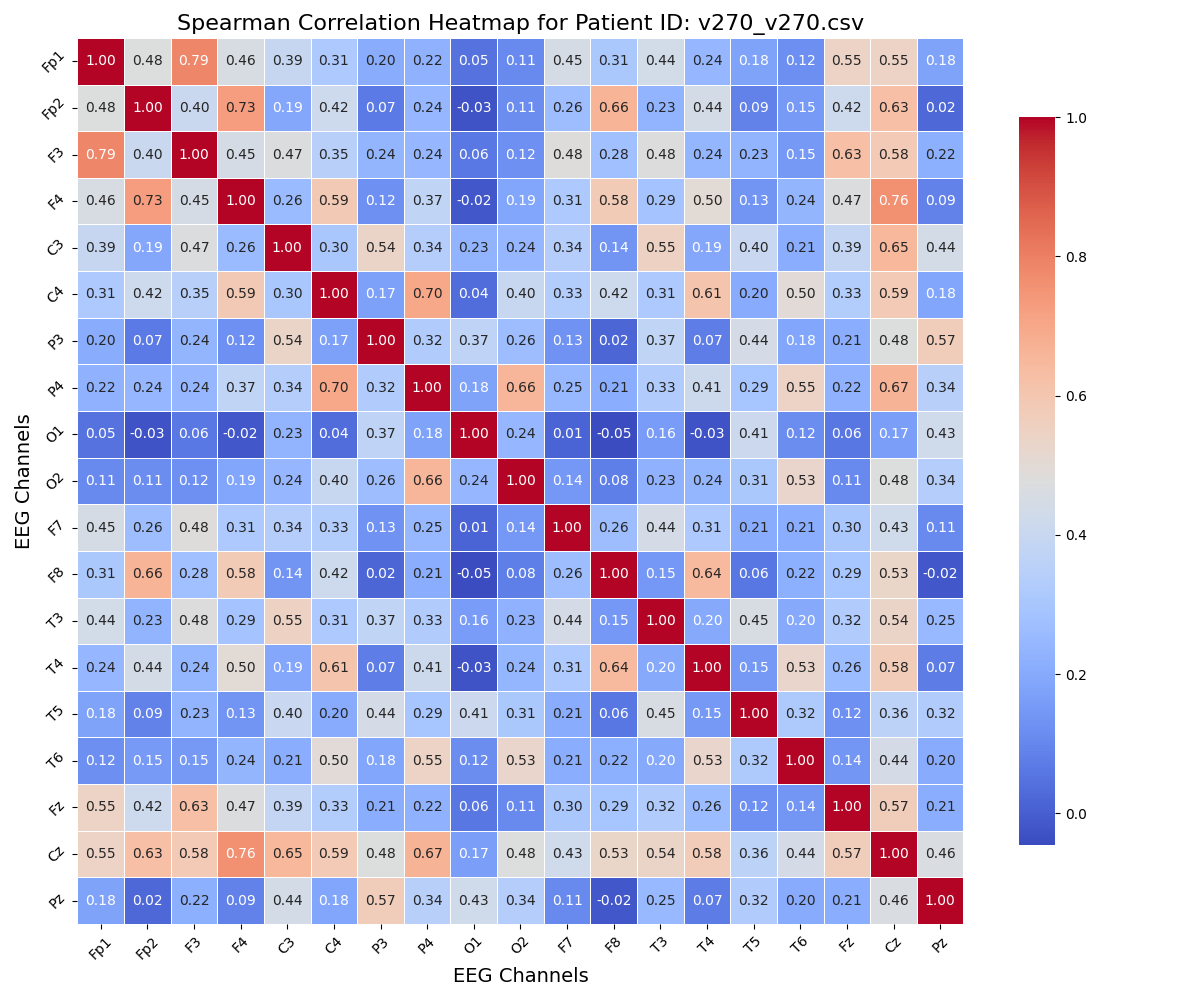 Spearman Correlation Heatmap for Patient ID: v270_v270.csv
Fp1 1.00 0.48 0.79 0.46 0.39 0.31 0.20 0.22 0.05 0.11 0.45 0.31 0.44 0.24 0.18 0.12 0.55 0.55 0.18
Fp2 0.48 1.00 0.40 0.73 0.19 0.42 0.07 0.24 -0.03 0.11 0.26 0.66 0.23 0.44 0.09 0.15 0.42 0.63 0.02
F3 0.79 0.40 1.00 0.45 0.47 0.35 0.24 0.24 0.06 0.12 0.48 0.28 0.48 0.24 0.23 0.15 0.63 0.58 0.22
F4 0.46 0.73 0.45 1.00 0.26 0.59 0.12 0.37 -0.02 0.19 0.31 0.58 0.29 0.50 0.13 0.24 0.47 0.76 0.09
C3 0.39 0.19 0.47 0.26 1.00 0.30 0.54 0.34 0.23 0.24 0.34 0.14 0.55 0.19 0.40 0.21 0.39 0.65 0.44
C4 0.31 0.42 0.35 0.59 0.30 1.00 0.17 0.70 0.04 0.40 0.33 0.42 0.31 0.61 0.20 0.50 0.33 0.59 0.18
P3 0.20 0.07 0.24 0.12 0.54 0.17 1.00 0.32 0.37 0.26 0.13 0.02 0.37 0.07 0.44 0.18 0.21 0.48 0.57
P4 0.22 0.24 0.24 0.37 0.34 0.70 0.32 1.00 0.18 0.66 0.25 0.21 0.33 0.41 0.29 0.55 0.22 0.67 0.34
O1 0.05 -0.03 0.06 -0.02 0.23 0.04 0.37 0.18 1.00 0.24 0.01 -0.05 0.16 -0.03 0.41 0.12 0.06 0.17 0.43
O2 0.11 0.11 0.12 0.19 0.24 0.40 0.26 0.66 0.24 1.00 0.14 0.08 0.23 0.24 0.31 0.53 0.11 0.48 0.34
F7 0.45 0.26 0.48 0.31 0.34 0.33 0.13 0.25 0.01 0.14 1.00 0.26 0.44 0.31 0.21 0.21 0.30 0.43 0.11
F8 0.31 0.66 0.28 0.58 0.14 0.42 0.02 0.21 -0.05 0.08 0.26 1.00 0.15 0.64 0.06 0.22 0.29 0.53 -0.02
T3 0.44 0.23 0.48 0.29 0.55 0.31 0.37 0.33 0.16 0.23 0.44 0.15 1.00 0.20 0.45 0.20 0.32 0.54 0.25
T4 0.24 0.44 0.24 0.50 0.19 0.61 0.07 0.41 -0.03 0.24 0.31 0.64 0.20 1.00 0.15 0.53 0.26 0.58 0.07
T5 0.18 0.09 0.23 0.13 0.40 0.20 0.44 0.29 0.41 0.31 0.21 0.06 0.45 0.15 1.00 0.32 0.12 0.36 0.32
T6 0.12 0.15 0.15 0.24 0.21 0.50 0.18 0.55 0.12 0.53 0.21 0.22 0.20 0.53 0.32 1.00 0.14 0.44 0.20
Fz 0.55 0.42 0.63 0.47 0.39 0.33 0.21 0.22 0.06 0.11 0.30 0.29 0.32 0.26 0.12 0.14 1.00 0.57 0.21
Cz 0.55 0.63 0.58 0.76 0.65 0.59 0.48 0.67 0.17 0.48 0.43 0.53 0.54 0.58 0.36 0.44 0.57 1.00 0.46
Pz 0.18 0.02 0.22 0.09 0.44 0.18 0.57 0.34 0.43 0.34 0.11 -0.02 0.25 0.07 0.32 0.20 0.21 0.46 1.00
Fp1 Fp2 F3 F4 C3 C4 P3 P4 O1 O2 F7 F8 T3 T4 T5 T6 Fz Cz Pz
EEG Channels
EEG Channels
1.0
0.8
0.6
0.4
0.2
0.0